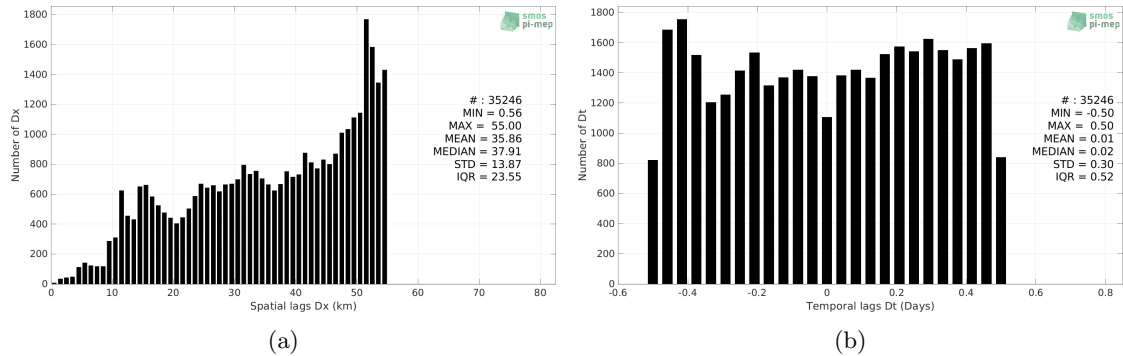 1800
1600
1400
1200
1000
800
600
400
200
0
Number of Dx
smos
pi-mep
# : 35246
MIN = 0.56
MAX = 55.00
MEAN = 35.86
MEDIAN = 37.91
STD = 13.87
IQR = 23.55
0 10 20 30 40 50 60 70 80
Spatial lags Dx (km)
(a)
1800
1600
1400
1200
1000
800
600
400
200
0
Number of Dt
smos
pi-mep
# : 35246
MIN = -0.50
MAX = 0.50
MEAN = 0.01
MEDIAN = 0.02
STD = 0.30
IQR = 0.52
-0.6 -0.4 -0.2 0 0.2 0.4 0.6 0.8
Temporal lags Dt (Days)
(b)